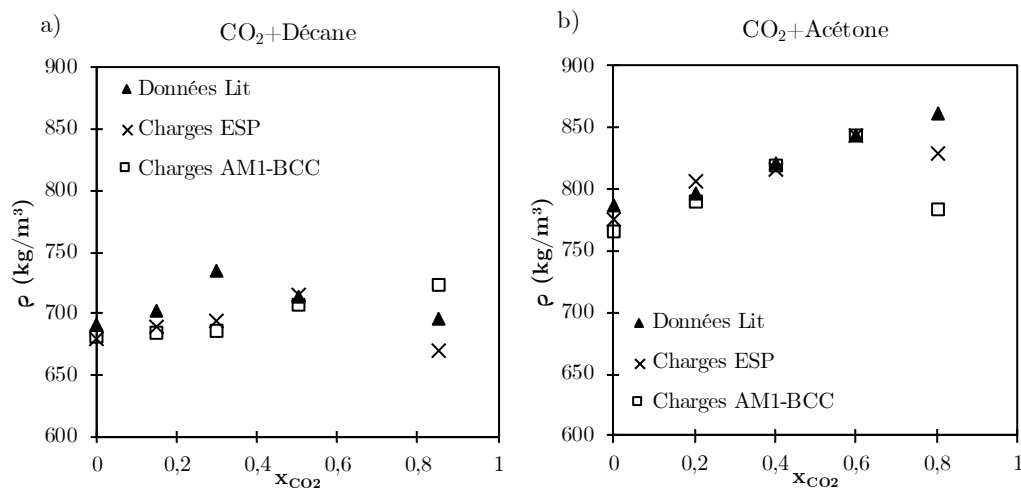 a)
CO₂+Décane
900
850
800
750
700
650
600
ρ (kg/m³)
Données Lit
Charges ESP
Charges AM1-BCC
0
0,2
0,4
0,6
0,8
1
x_CO2
b)
CO₂+Acétone
900
850
800
750
700
650
600
ρ (kg/m³)
Données Lit
Charges ESP
Charges AM1-BCC
0
0,2
0,4
0,6
0,8
1
x_CO2